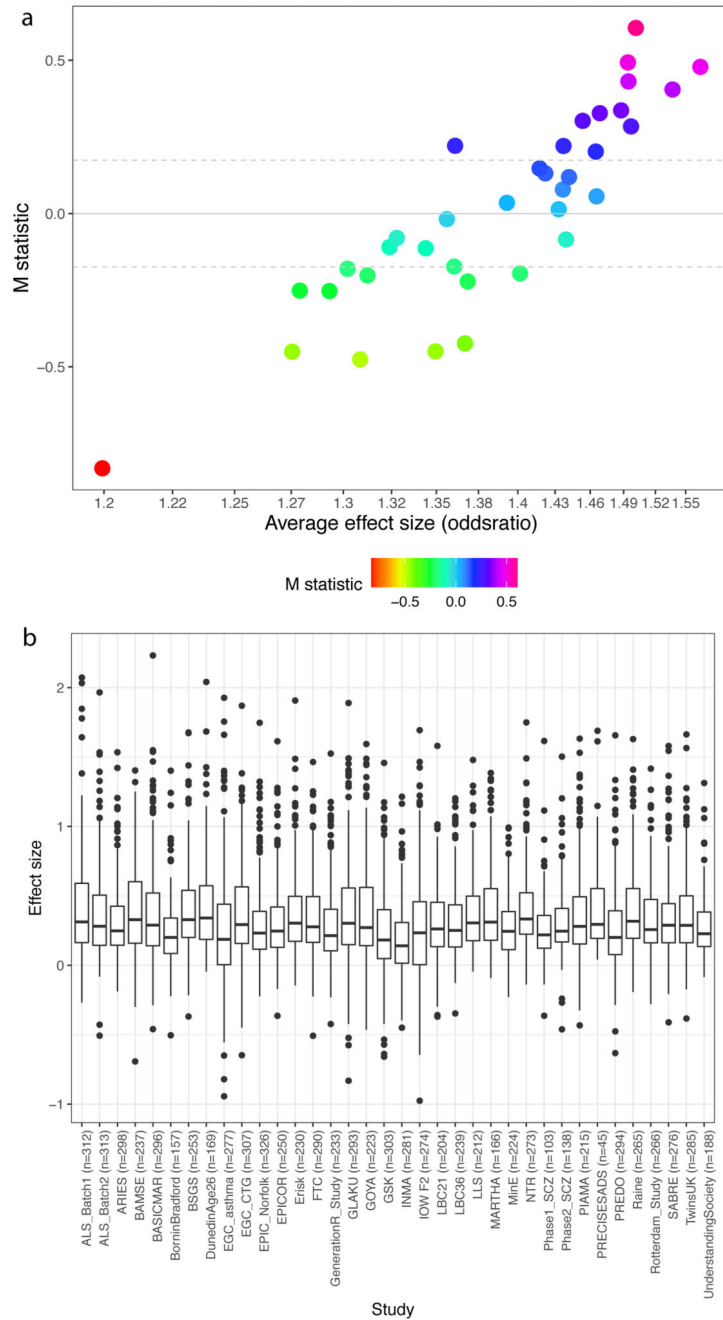 a
0.5
0.0
−0.5
M statistic
1.2 1.22 1.25 1.27 1.3 1.32 1.35 1.38 1.4 1.43 1.46 1.49 1.52 1.55
Average effect size (oddsratio)
M statistic
−0.5 0.0 0.5
b
2
1
0
−1
Effect size
ALS_Batch1 (n=312)
ALS_Batch2 (n=313)
ARIES (n=298)
BAMSE (n=237)
BASICMAR (n=296)
BorninBradford (n=157)
BSGS (n=253)
DunedinAge26 (n=169)
EGC_asthma (n=277)
EGC_CTG (n=307)
EPIC_Norfolk (n=326)
EPICOR (n=250)
Erisk (n=230)
FTC (n=290)
GenerationR_Study (n=233)
GLAKU (n=293)
GOYA (n=223)
GSK (n=303)
INMA (n=281)
IOW F2 (n=274)
LBC21 (n=204)
LBC36 (n=239)
LLS (n=212)
MARTHA (n=166)
MinE (n=224)
NTR (n=273)
Phase1_SCZ (n=103)
Phase2_SCZ (n=138)
PIAMA (n=215)
PRECISESADS (n=45)
PREDO (n=294)
Raine (n=265)
Rotterdam_Study (n=266)
SABRE (n=276)
TwinsUK (n=285)
UnderstandingSociety (n=188)
Study